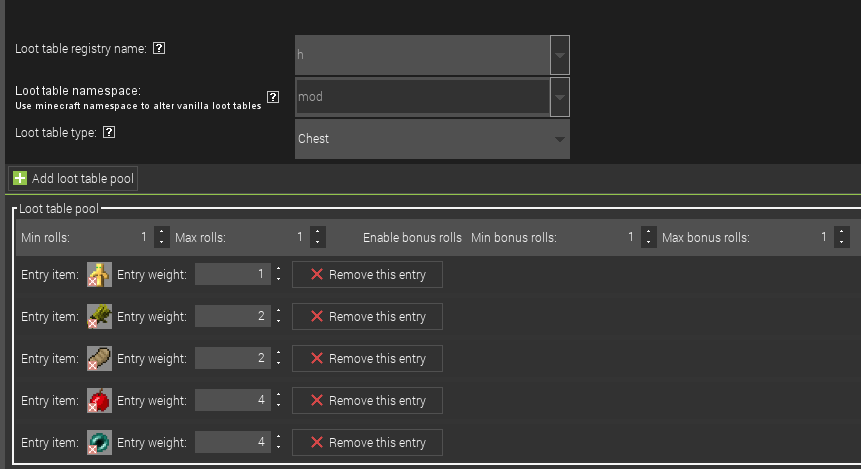 Loot table registry name: ?
h
Loot table namespace:
Use minecraft namespace to alter vanilla loot tables ?
mod
Loot table type: ?
Chest
Add loot table pool
Loot table pool
Min rolls: 1 Max rolls: 1 Enable bonus rolls Min bonus rolls: 1 Max bonus rolls: 1
Entry item: Entry weight: 1 Remove this entry
Entry item: Entry weight: 2 Remove this entry
Entry item: Entry weight: 2 Remove this entry
Entry item: Entry weight: 4 Remove this entry
Entry item: Entry weight: 4 Remove this entry